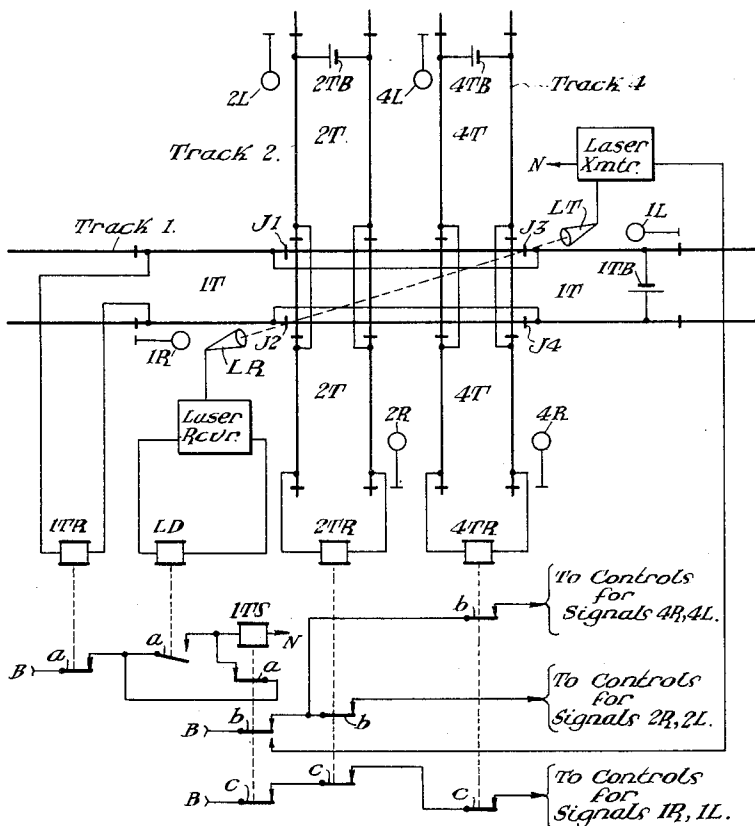 2L
2TB
4L
4TB
Track 4
2T
4T
Track 2.
Laser
Xmtr.
N
LT
1L
Track 1.
J1
J3
1TB
1T
1T
1R
J2
J4
LR
2T
4T
2R
4R
Laser
Rcvr.
1TR
LD
2TR
4TR
1TS
To Controls
for
Signals 4R, 4L.
b
N
a
a
a
B
To Controls
for
Signals 2R, 2L.
b
b
B
To Controls
for
Signals 1R, 1L.
c
c
c
B